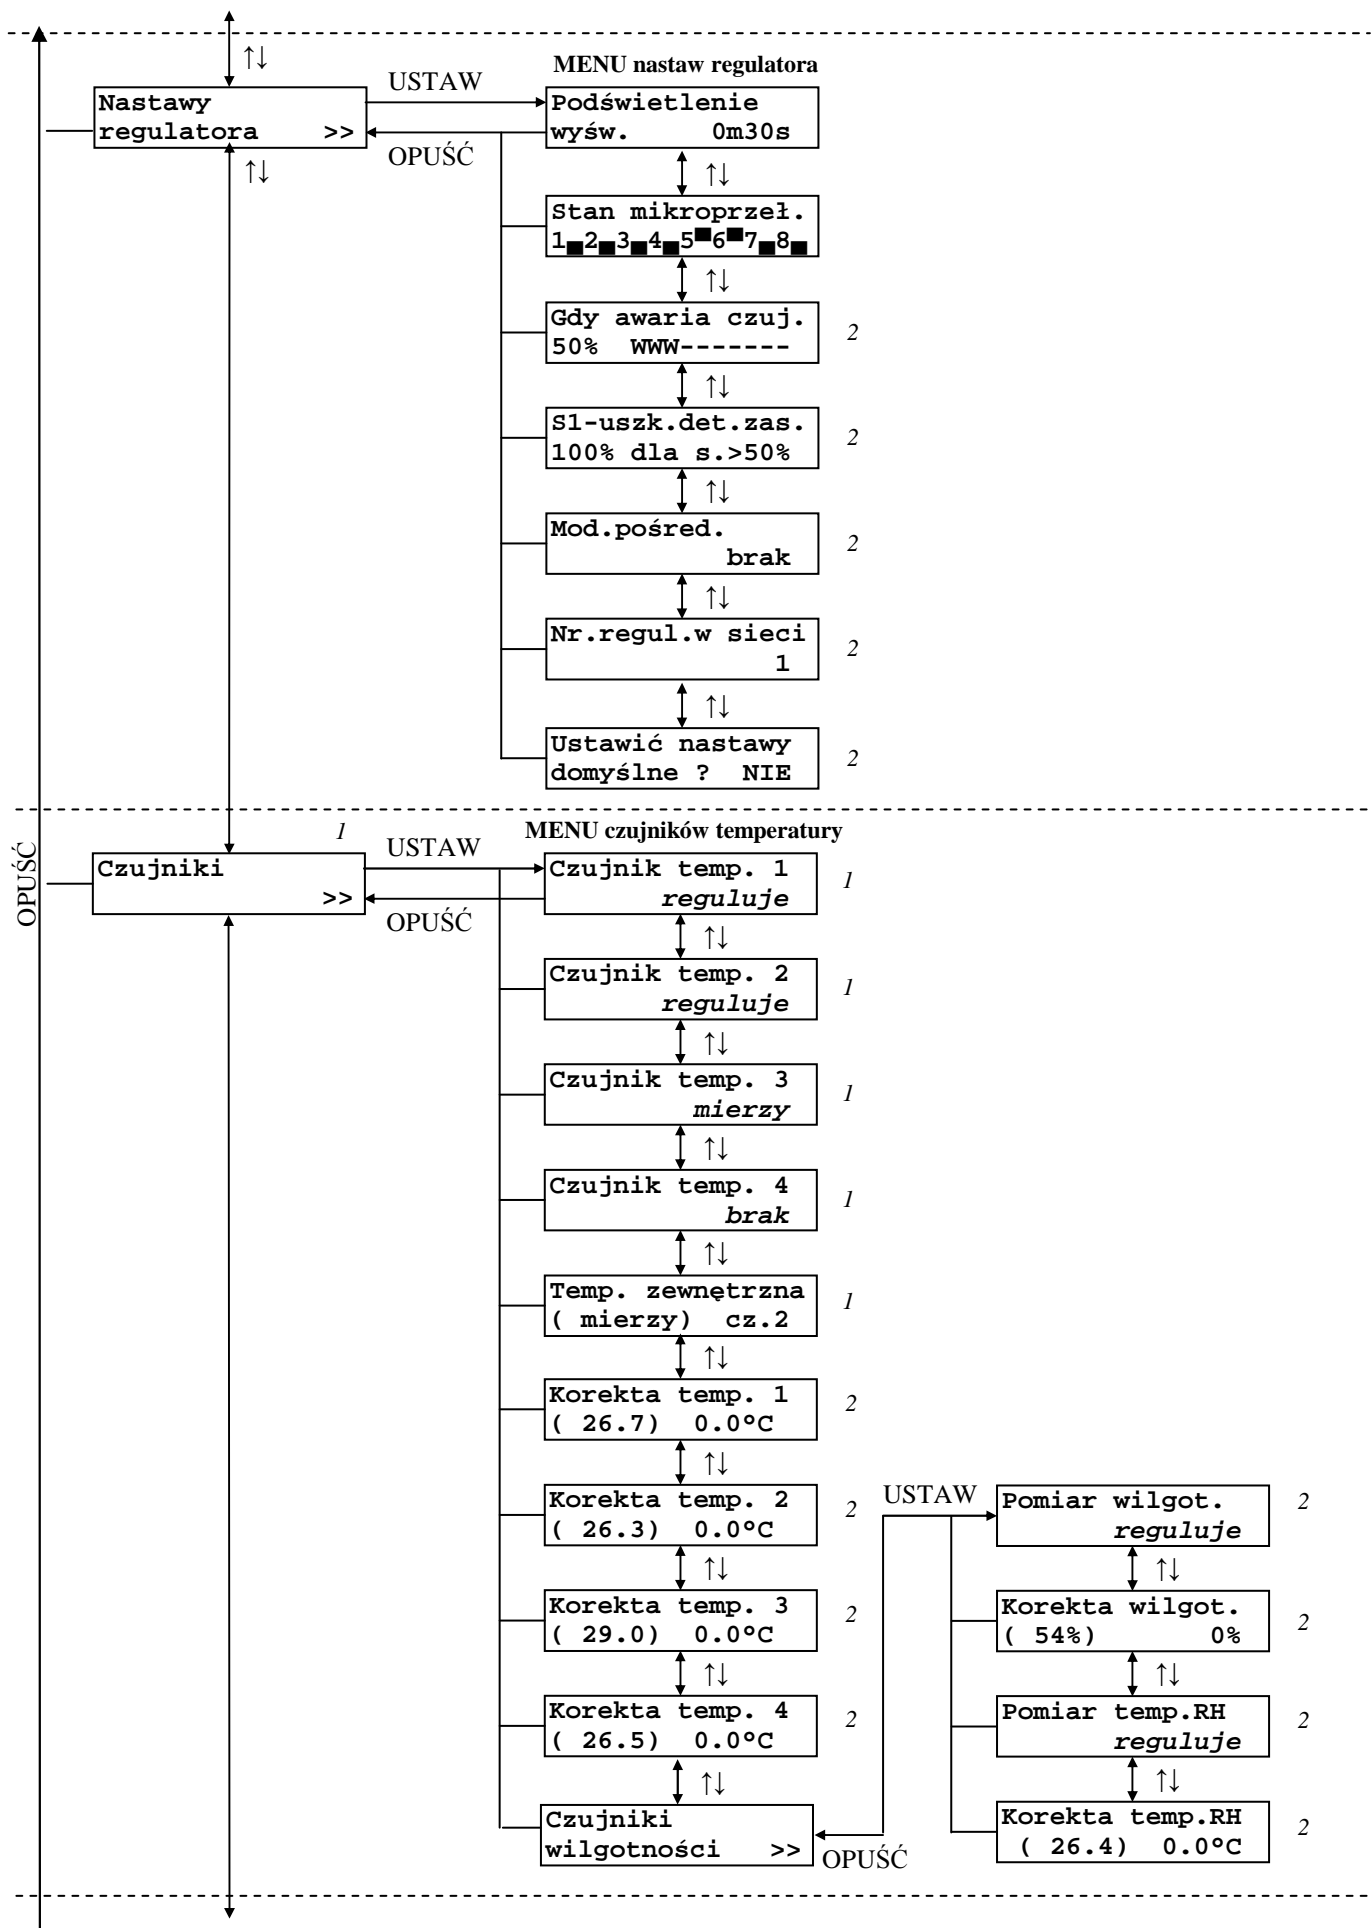 ↑↓
MENU nastaw regulatora
USTAW
Nastawy
regulatora >>
OPUŚĆ
↑↓
Podświetlenie
wyśw. 0m30s
↑↓
Stan mikroprzeł.
1▄2▄3▄4▄5▀6▀7▄8▄
↑↓
Gdy awaria czuj.
50% WWW-------
2
↑↓
S1-uszk.det.zas.
100% dla s.>50%
2
↑↓
Mod.pośred.
brak
2
↑↓
Nr.regul.w sieci
1
2
↑↓
Ustawić nastawy
domyślne ? NIE
2
OPUŚĆ
1
MENU czujników temperatury
USTAW
Czujniki
>>
OPUŚĆ
Czujnik temp. 1
reguluje
1
↑↓
Czujnik temp. 2
reguluje
1
↑↓
Czujnik temp. 3
mierzy
1
↑↓
Czujnik temp. 4
brak
1
↑↓
Temp. zewnętrzna
( mierzy) cz.2
1
↑↓
Korekta temp. 1
( 26.7) 0.0°C
2
↑↓
Korekta temp. 2
( 26.3) 0.0°C
2
↑↓
Korekta temp. 3
( 29.0) 0.0°C
2
↑↓
Korekta temp. 4
( 26.5) 0.0°C
2
↑↓
Czujniki
wilgotności >>
OPUŚĆ
USTAW
Pomiar wilgot.
reguluje
2
↑↓
Korekta wilgot.
( 54%) 0%
2
↑↓
Pomiar temp.RH
reguluje
2
↑↓
Korekta temp.RH
( 26.4) 0.0°C
2